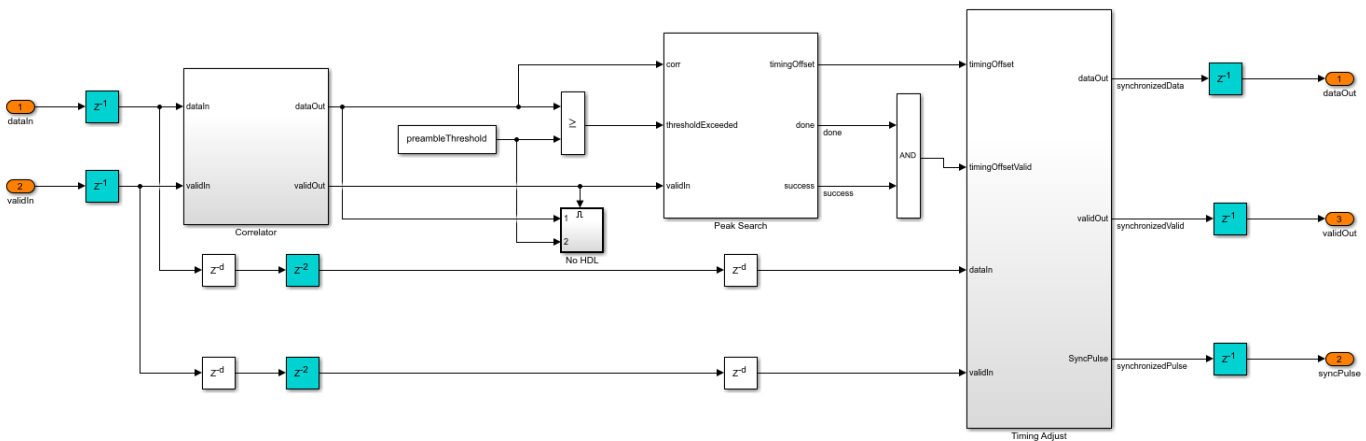 1
dataIn
z-1
2
validIn
z-1
dataIn
dataOut
validIn
validOut
Correlator
preambleThreshold
≥
1
2
No HDL
corr
timingOffset
thresholdExceeded
done
validIn
success
Peak Search
done
success
AND
z-d
z-2
z-d
z-d
z-2
z-d
timingOffset
dataOut
timingOffsetValid
validOut
dataIn
SyncPulse
validIn
Timing Adjust
synchronizedData
z-1
1
dataOut
synchronizedValid
z-1
3
validOut
synchronizedPulse
z-1
2
syncPulse